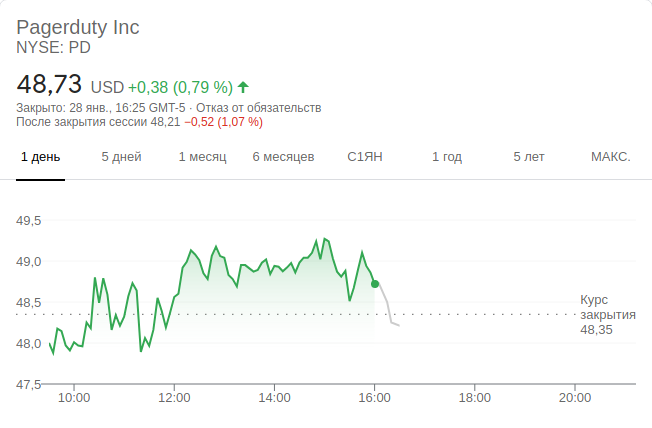 Pagerduty Inc
NYSE: PD
48,73 USD +0,38 (0,79 %)
Закрыто: 28 янв., 16:25 GMT-5 · Отказ от обязательств
После закрытия сессии 48,21 −0,52 (1,07 %)
1 день 5 дней 1 месяц 6 месяцев С1ЯН 1 год 5 лет МАКС.
49,5
49,0
48,5
48,0
47,5
Курс
закрытия
48,35
10:00 12:00 14:00 16:00 18:00 20:00